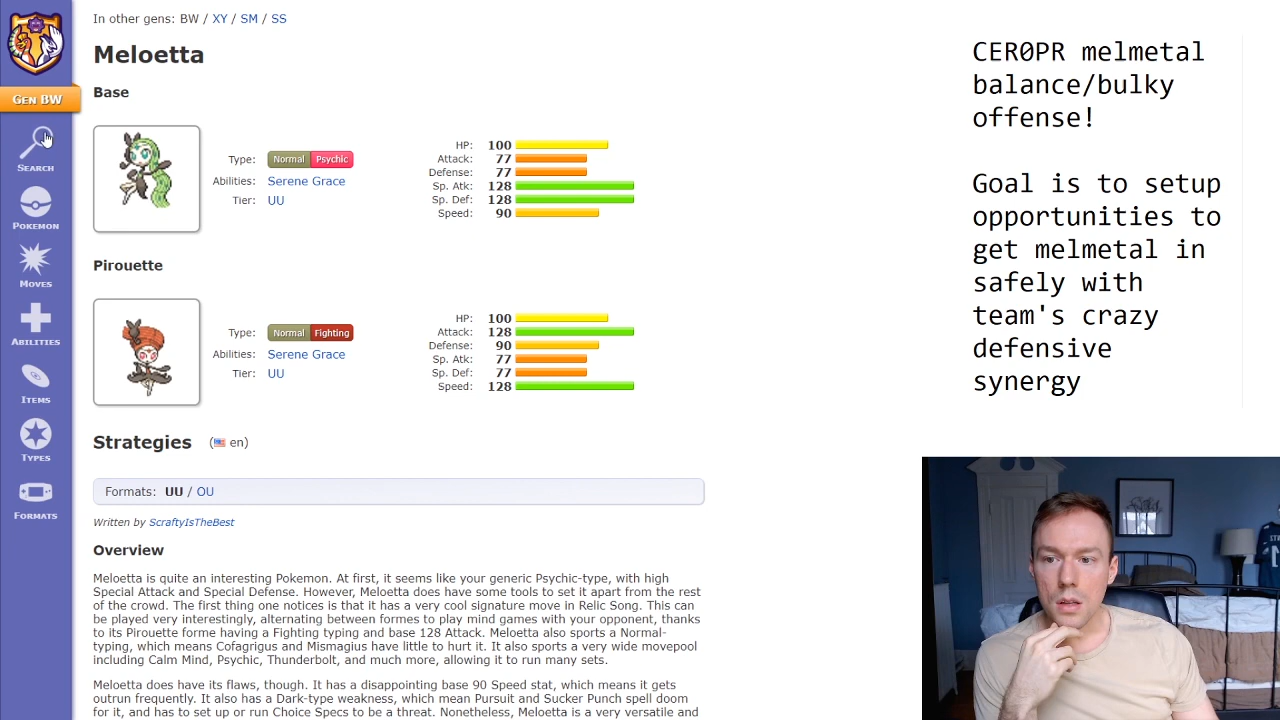 In other gens: BW / XY / SM / SS
Meloetta
GEN BW
Base
SEARCH
POKEMON
MOVES
ABILITIES
ITEMS
TYPES
FORMATS
Type: Normal Psychic
Abilities: Serene Grace
Tier: UU
HP: 100
Attack: 77
Defense: 77
Sp. Atk: 128
Sp. Def: 128
Speed: 90
Pirouette
Type: Normal Fighting
Abilities: Serene Grace
Tier: UU
HP: 100
Attack: 128
Defense: 90
Sp. Atk: 77
Sp. Def: 77
Speed: 128
Strategies (en)
Formats: UU / OU
Written by ScraftyIsTheBest
Overview
Meloetta is quite an interesting Pokemon. At first, it seems like your generic Psychic-type, with high
Special Attack and Special Defense. However, Meloetta does have some tools to set it apart from the rest
of the crowd. The first thing one notices is that it has a very cool signature move in Relic Song. This can
be played very interestingly, alternating between formes to play mind games with your opponent, thanks
to its Pirouette forme having a Fighting typing and base 128 Attack. Meloetta also sports a Normal-
typing, which means Cofagrigus and Mismagius have little to hurt it. It also sports a very wide movepool
including Calm Mind, Psychic, Thunderbolt, and much more, allowing it to run many sets.
Meloetta does have its flaws, though. It has a disappointing base 90 Speed stat, which means it gets
outrun frequently. It also has a Dark-type weakness, which mean Pursuit and Sucker Punch spell doom
for it, and has to set up or run Choice Specs to be a threat. Nonetheless, Meloetta is a very versatile and
CER0PR melmetal
balance/bulky
offense!
Goal is to setup
opportunities to
get melmetal in
safely with
team's crazy
defensive
synergy